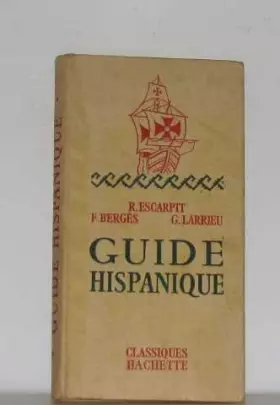 R. ESCARPIT
F. BERGÈS G. LARRIEU
GUIDE
HISPANIQUE
CLASSIQUES
HACHETTE
GUIDE HISPANIQUE